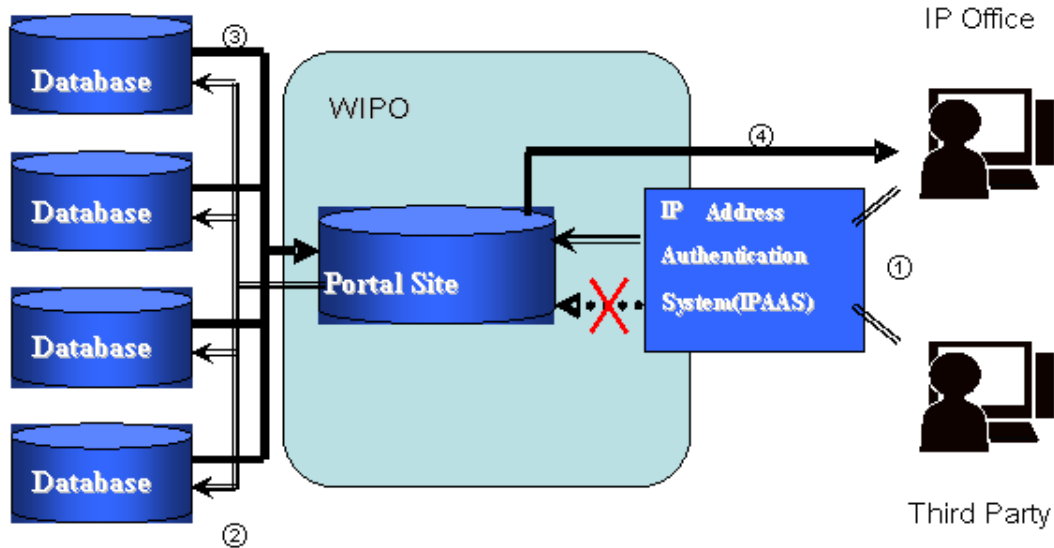 IP Office
③
Database
WIPO
④
Database
IP Address
Authentication
System(IPAAS)
①
Portal Site
Database
Database
Third Party
②